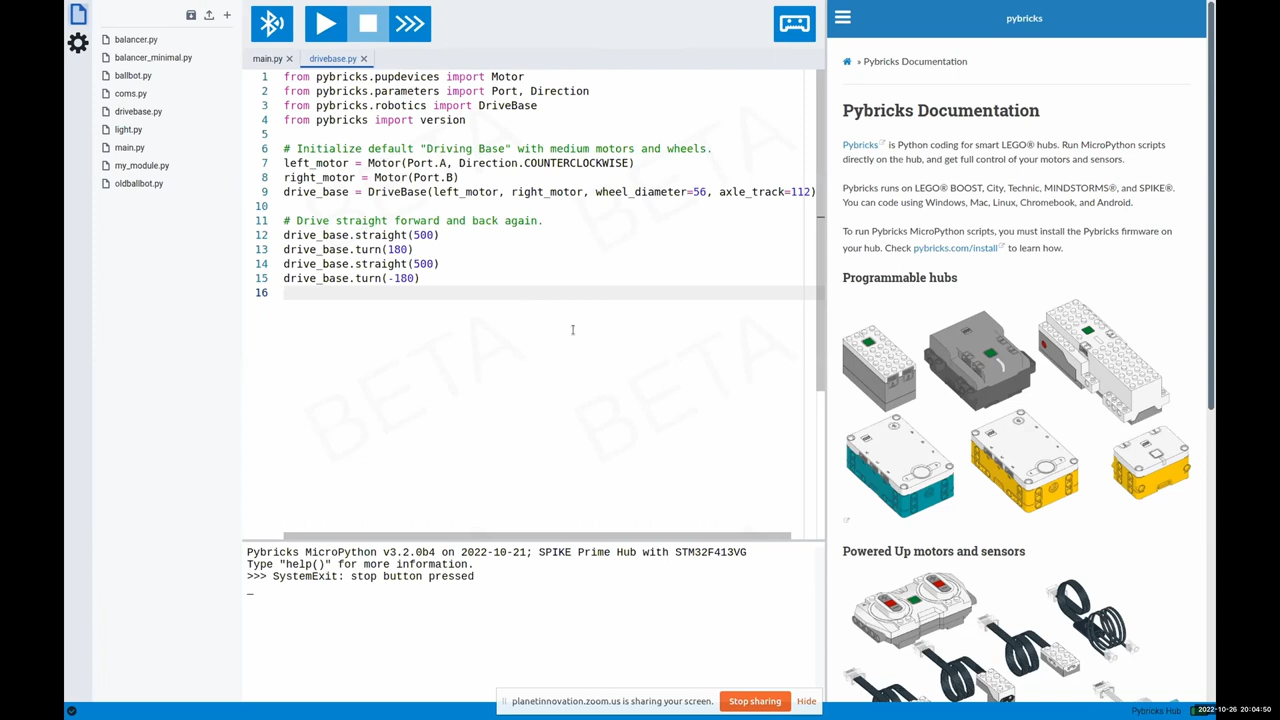 balancer.py
balancer_minimal.py
ballbot.py
coms.py
drivebase.py
light.py
main.py
my_module.py
oldballbot.py
main.py
drivebase.py
1 from pybricks.pupdevices import Motor
2 from pybricks.parameters import Port, Direction
3 from pybricks.robotics import DriveBase
4 from pybricks import version
5
6 # Initialize default "Driving Base" with medium motors and wheels.
7 left_motor = Motor(Port.A, Direction.COUNTERCLOCKWISE)
8 right_motor = Motor(Port.B)
9 drive_base = DriveBase(left_motor, right_motor, wheel_diameter=56, axle_track=112)
10
11 # Drive straight forward and back again.
12 drive_base.straight(500)
13 drive_base.turn(180)
14 drive_base.straight(500)
15 drive_base.turn(-180)
16
BETA
BETA
BETA
BETA
Pybricks MicroPython v3.2.0b4 on 2022-10-21; SPIKE Prime Hub with STM32F413VG
Type "help()" for more information.
>>> SystemExit: stop button pressed
planetinnovation.zoom.us is sharing your screen.
Stop sharing
Hide
pybricks
» Pybricks Documentation
Pybricks Documentation
Pybricks is Python coding for smart LEGO® hubs. Run MicroPython scripts
directly on the hub, and get full control of your motors and sensors.
Pybricks runs on LEGO® BOOST, City, Technic, MINDSTORMS®, and SPIKE®.
You can code using Windows, Mac, Linux, Chromebook, and Android.
To run Pybricks MicroPython scripts, you must install the Pybricks firmware on
your hub. Check pybricks.com/install to learn how.
Programmable hubs
Powered Up motors and sensors
Pybricks Hub
2022-10-26 20:04:50